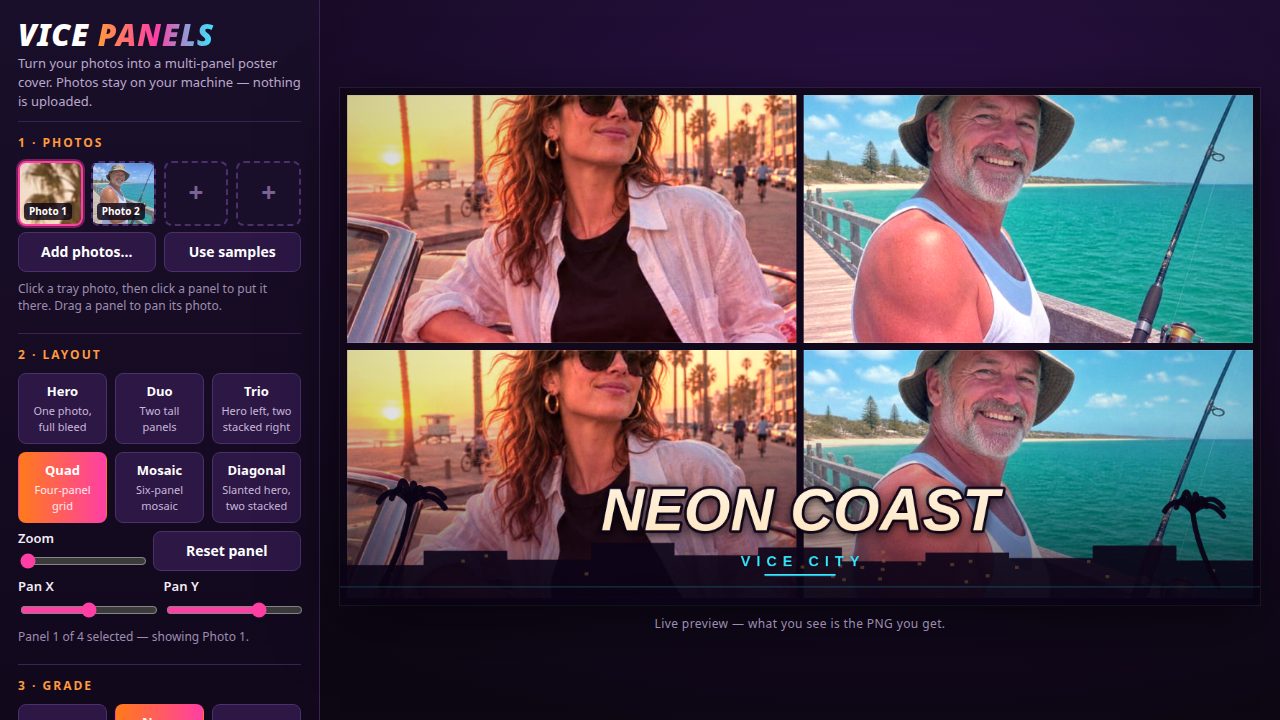 VICE PANELS
Turn your photos into a multi-panel poster
cover. Photos stay on your machine — nothing
is uploaded.
1 · PHOTOS
Photo 1
Photo 2
+
+
Add photos...
Use samples
Click a tray photo, then click a panel to put it
there. Drag a panel to pan its photo.
2 · LAYOUT
Hero
One photo,
full bleed
Duo
Two tall
panels
Trio
Hero left, two
stacked right
Quad
Four-panel
grid
Mosaic
Six-panel
mosaic
Diagonal
Slanted hero,
two stacked
Zoom
Reset panel
Pan X
Pan Y
Panel 1 of 4 selected — showing Photo 1.
3 · GRADE
NEON COAST
VICE CITY
Live preview — what you see is the PNG you get.